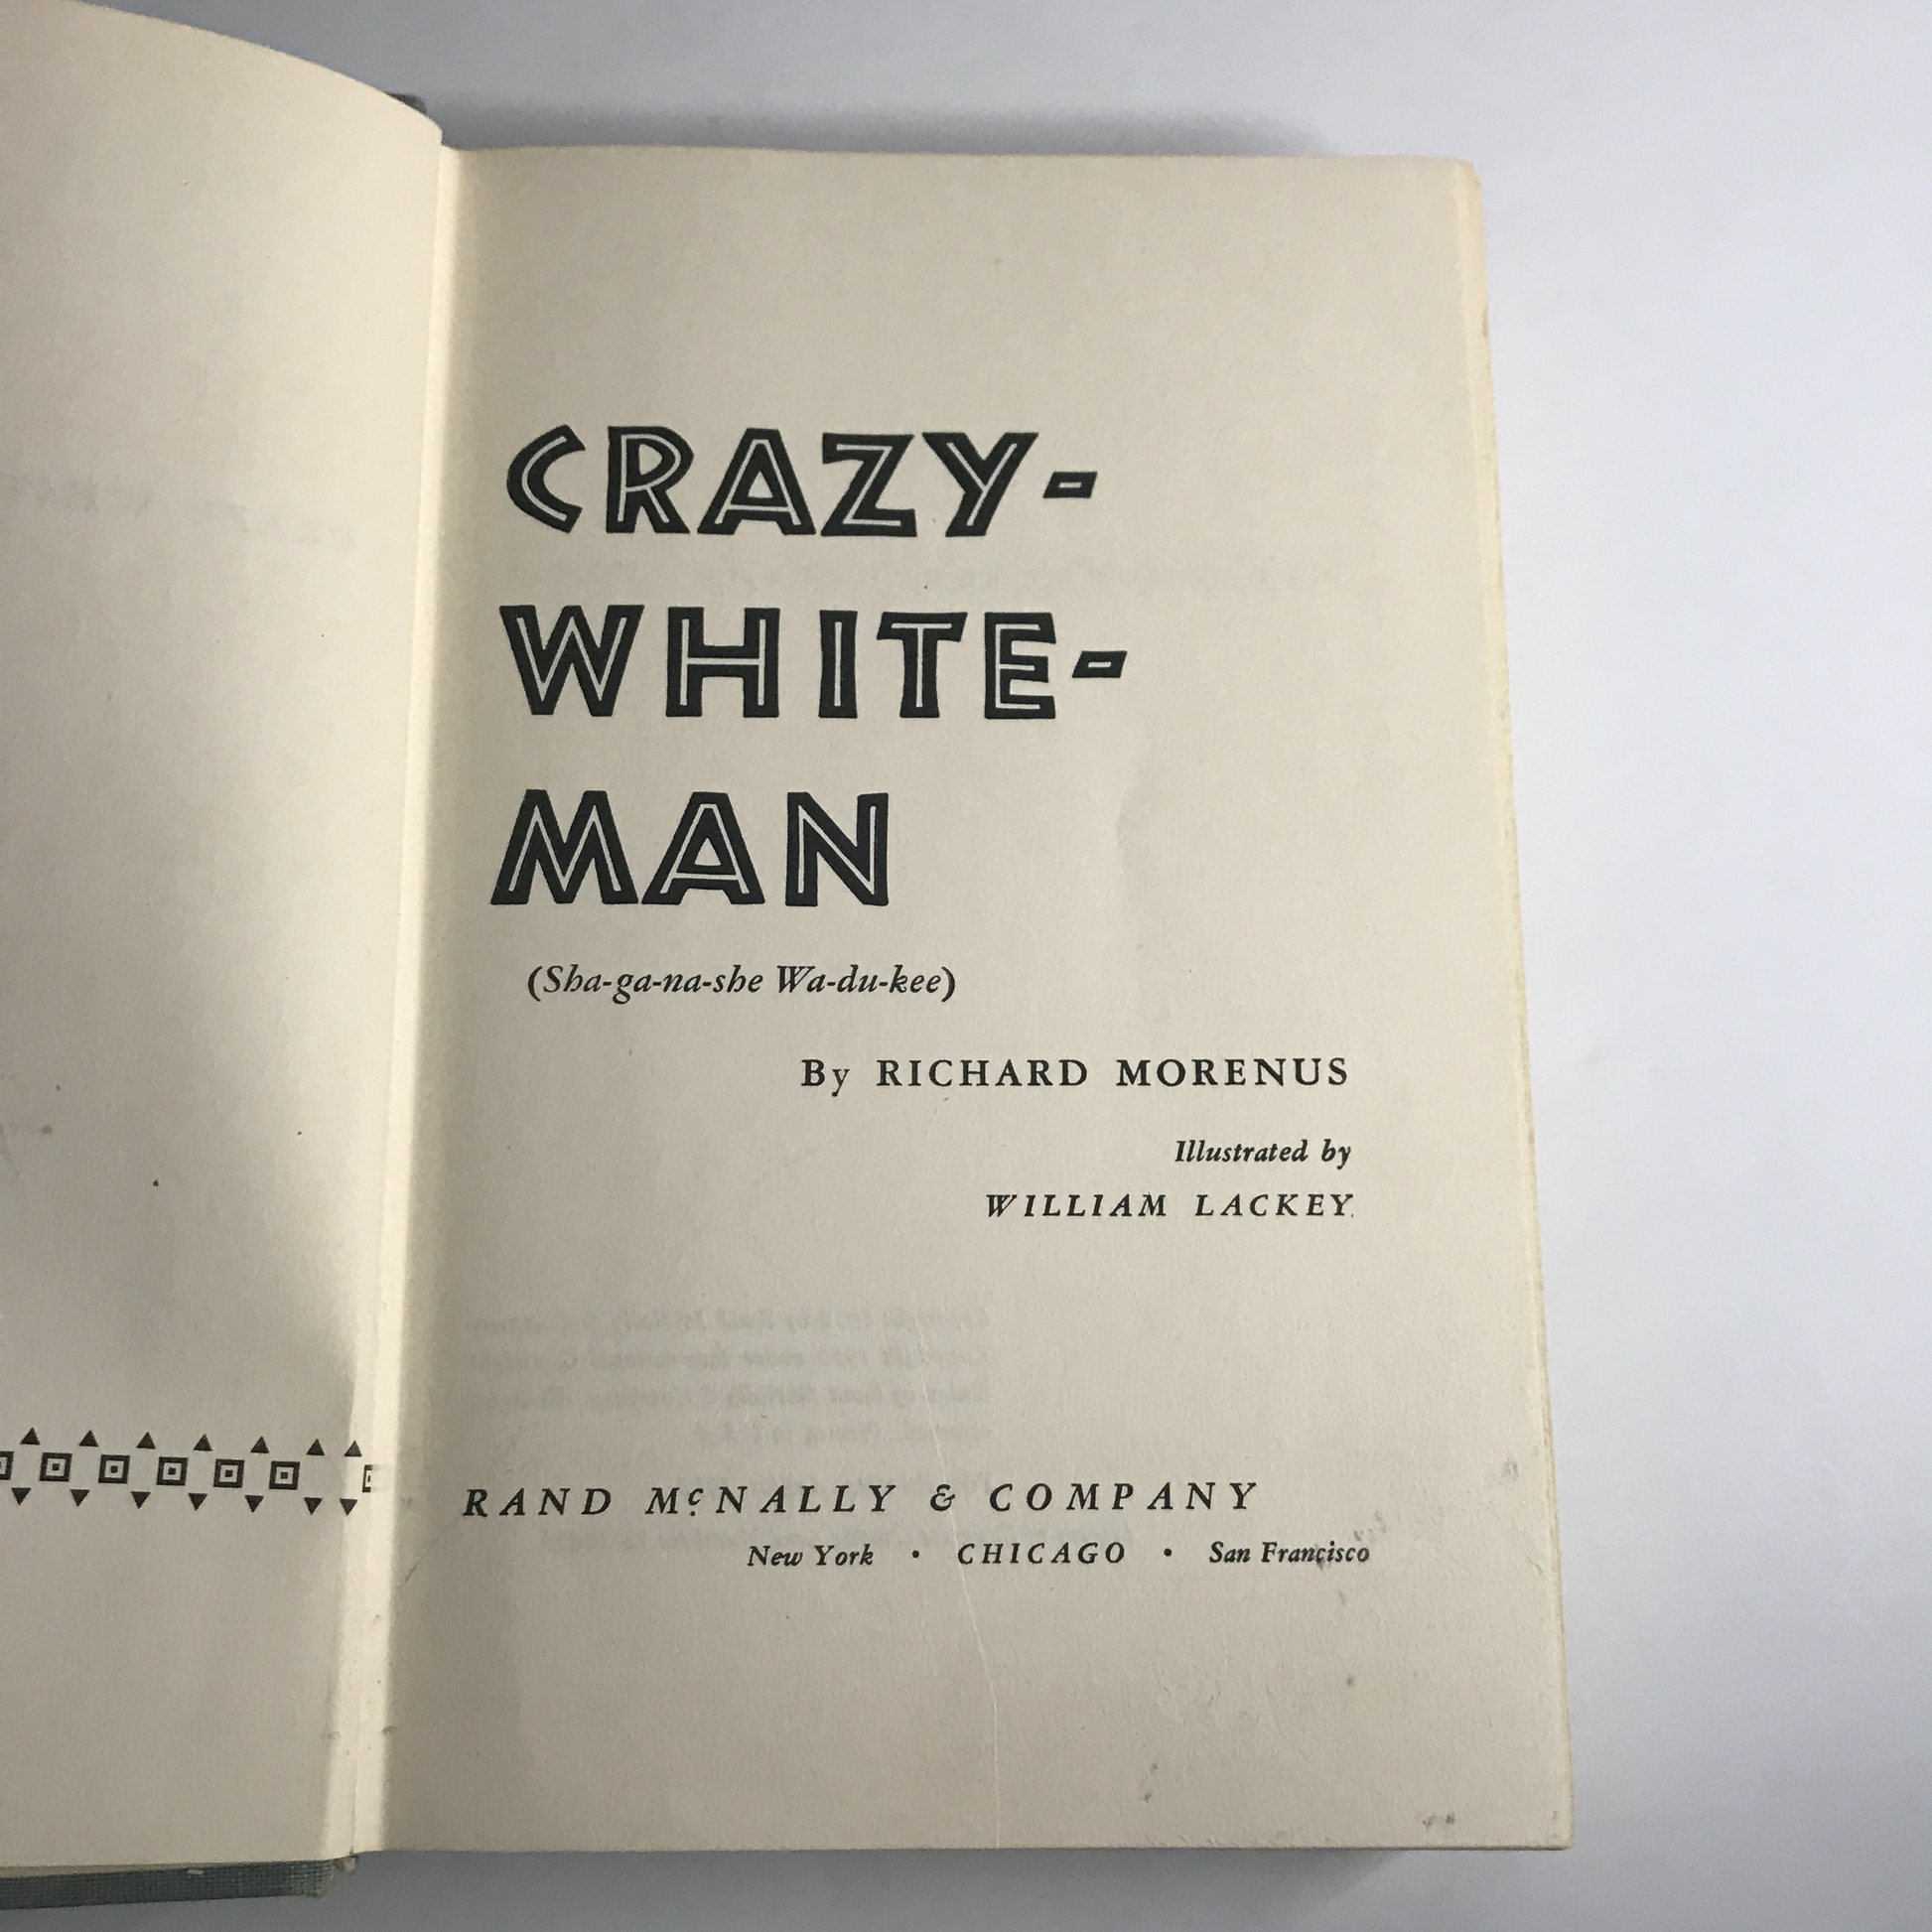 CRAZY-
WHITE-
MAN
(Sha-ga-na-she Wa-du-kee)
By RICHARD MORENUS
Illustrated by
WILLIAM LACKEY
RAND McNALLY & COMPANY
New York • CHICAGO • San Francisco